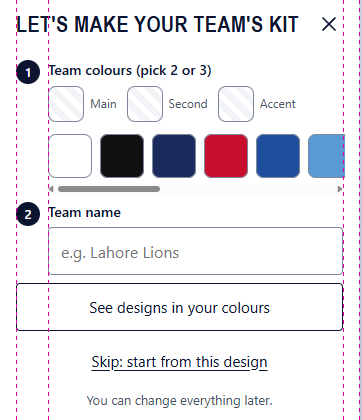 LET'S MAKE YOUR TEAM'S KIT
1 Team colours (pick 2 or 3)
Main Second Accent
2 Team name
e.g. Lahore Lions
See designs in your colours
Skip: start from this design
You can change everything later.